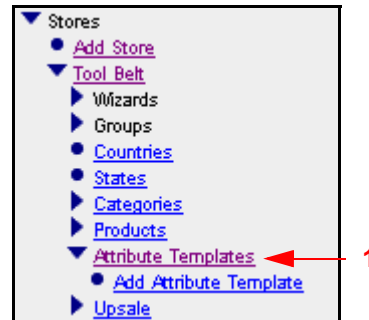 Stores
Add Store
Tool Belt
Wizards
Groups
Countries
States
Categories
Products
Attribute Templates 1
Add Attribute Template
Upsale